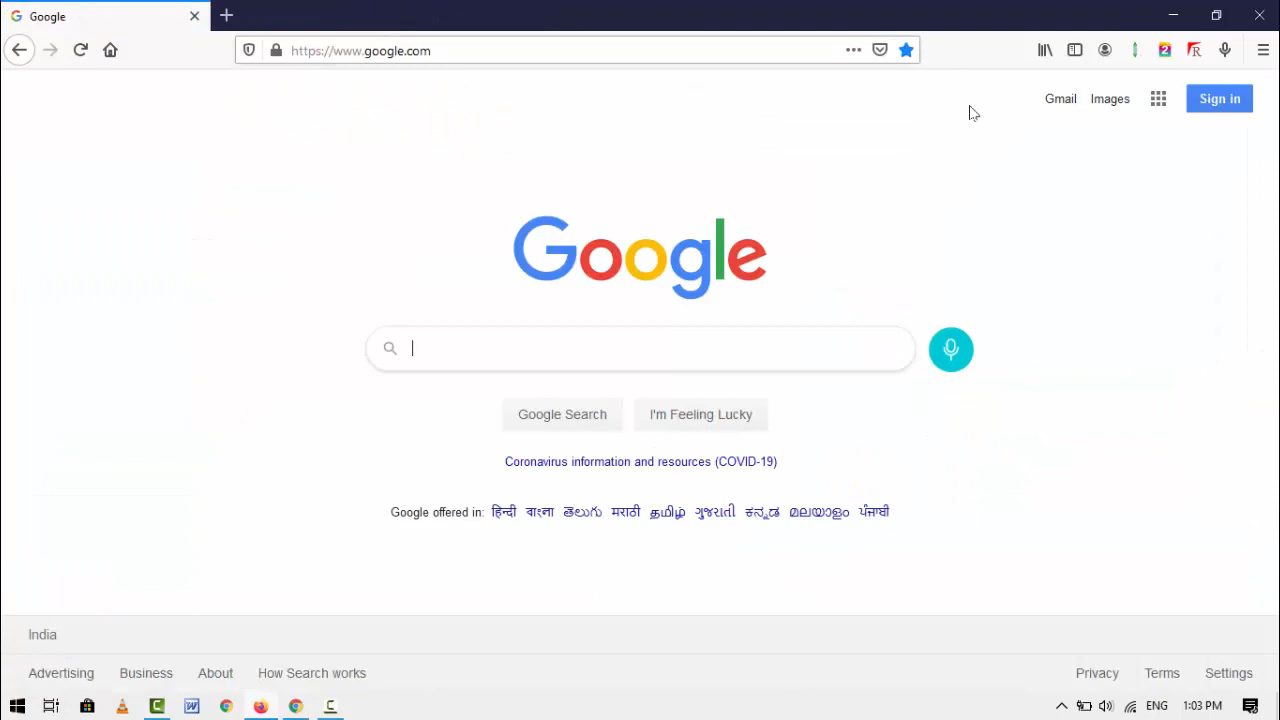 Google
https://www.google.com
Gmail Images Sign in
Google
Google Search I'm Feeling Lucky
Coronavirus information and resources (COVID-19)
Google offered in: हिन्दी বাংলা తెలుగు मराठी தமிழ் ગુજરાતી ಕನ್ನಡ മലയാളം ਪੰਜਾਬੀ
India
Advertising Business About How Search works Privacy Terms Settings
ENG 1:03 PM